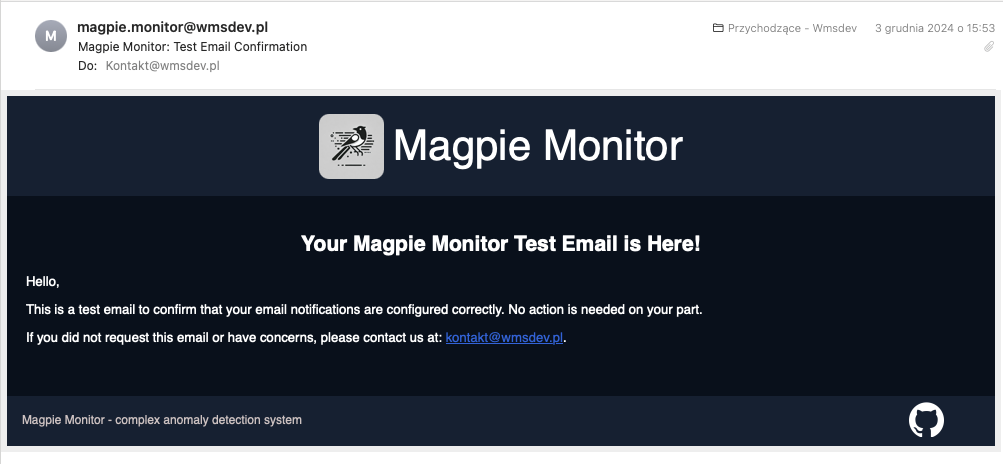 M
magpie.monitor@wmsdev.pl
Przychodzące - Wmsdev 3 grudnia 2024 o 15:53
Magpie Monitor: Test Email Confirmation
Do: Kontakt@wmsdev.pl
Magpie Monitor
Your Magpie Monitor Test Email is Here!
Hello,
This is a test email to confirm that your email notifications are configured correctly. No action is needed on your part.
If you did not request this email or have concerns, please contact us at: kontakt@wmsdev.pl.
Magpie Monitor - complex anomaly detection system